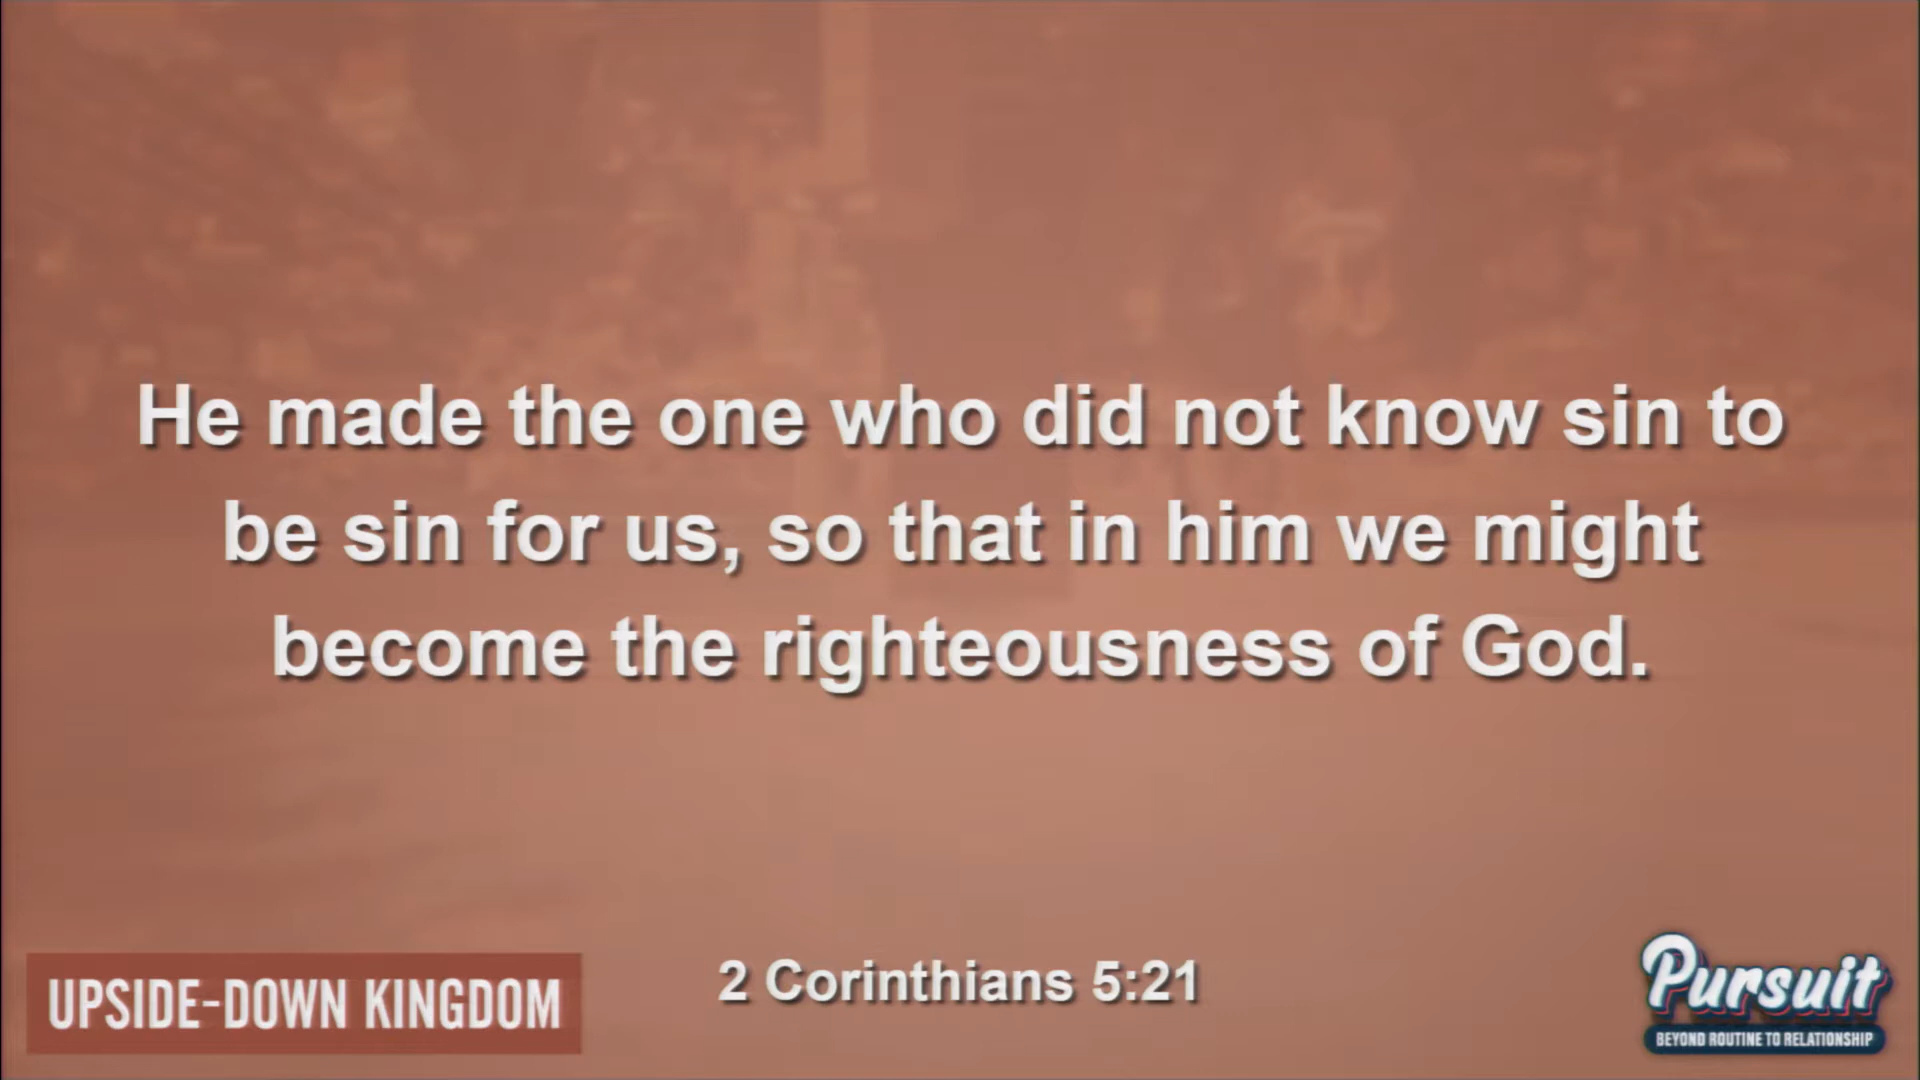 He made the one who did not know sin to
be sin for us, so that in him we might
become the righteousness of God.
UPSIDE-DOWN KINGDOM
2 Corinthians 5:21
Pursuit
BEYOND ROUTINE TO RELATIONSHIP